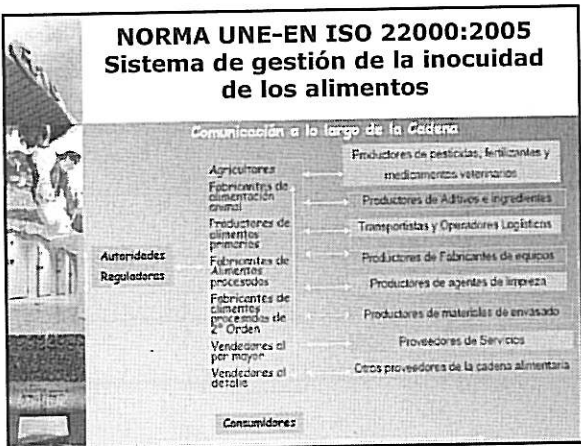 NORMA UNE-EN ISO 22000:2005
Sistema de gestión de la inocuidad
de los alimentos
Comunicación a lo largo de la Cadena
Agricultores
Fabricantes de
alimentación
animal
Productores de
alimentos
primarios
Fabricantes de
Alimentos
procesados
Fabricantes de
alimentos
procesados de
2º Orden
Vendedores al
por mayor
Vendedores al
detalle
Autoridades
Reguladoras
Productores de pesticidas, fertilizantes y
medicamentos veterinarios
Productores de Aditivos e ingredientes
Transportistas y Operadores Logísticos
Productores de Fabricantes de equipos
Productores de agentes de limpieza
Productores de materiales de envasado
Proveedores de Servicios
Otros proveedores de la cadena alimentaria
Consumidores